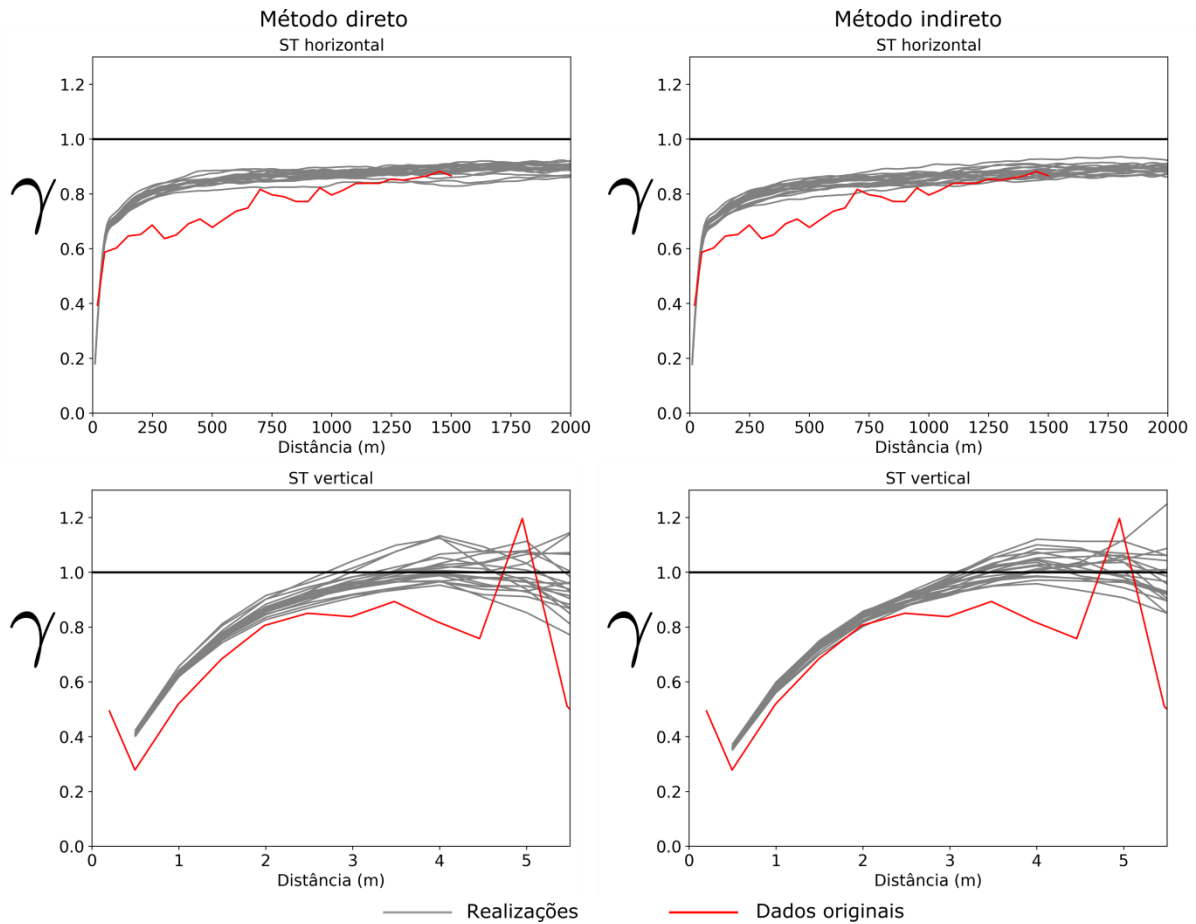 Método direto
ST horizontal
1.2
1.0
0.8
0.6
0.4
0.2
0.0
γ
0 250 500 750 1000 1250 1500 1750 2000
Distância (m)
Método indireto
ST horizontal
1.2
1.0
0.8
0.6
0.4
0.2
0.0
γ
0 250 500 750 1000 1250 1500 1750 2000
Distância (m)
ST vertical
1.2
1.0
0.8
0.6
0.4
0.2
0.0
γ
0 1 2 3 4 5
Distância (m)
ST vertical
1.2
1.0
0.8
0.6
0.4
0.2
0.0
γ
0 1 2 3 4 5
Distância (m)
Realizações Dados originais